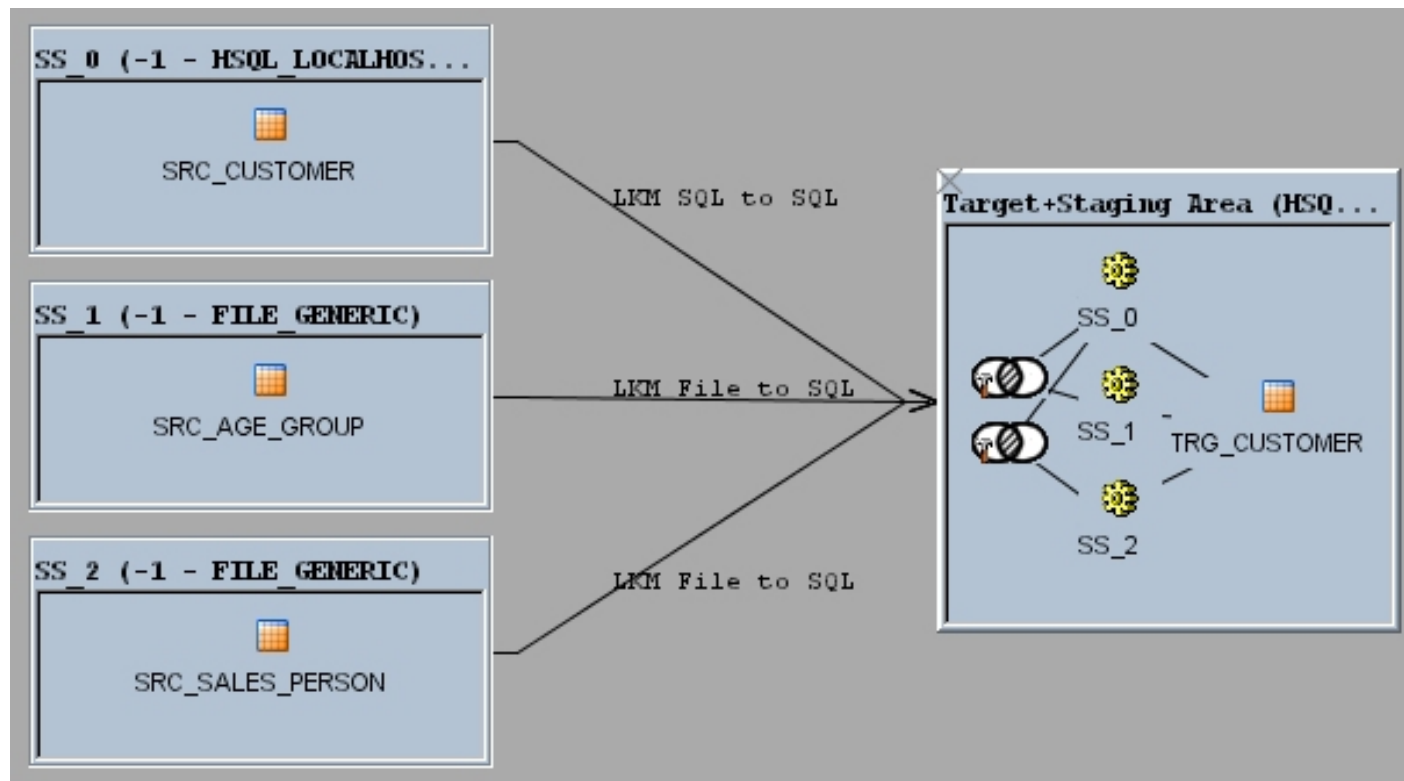 SS_0 (-1 - HSQL_LOCALHOS...
SRC_CUSTOMER
SS_1 (-1 - FILE_GENERIC)
SRC_AGE_GROUP
SS_2 (-1 - FILE_GENERIC)
SRC_SALES_PERSON
LKM SQL to SQL
LKM File to SQL
LKM File to SQL
Target+Staging Area (HSQ...
SS_0
SS_1
TRG_CUSTOMER
SS_2